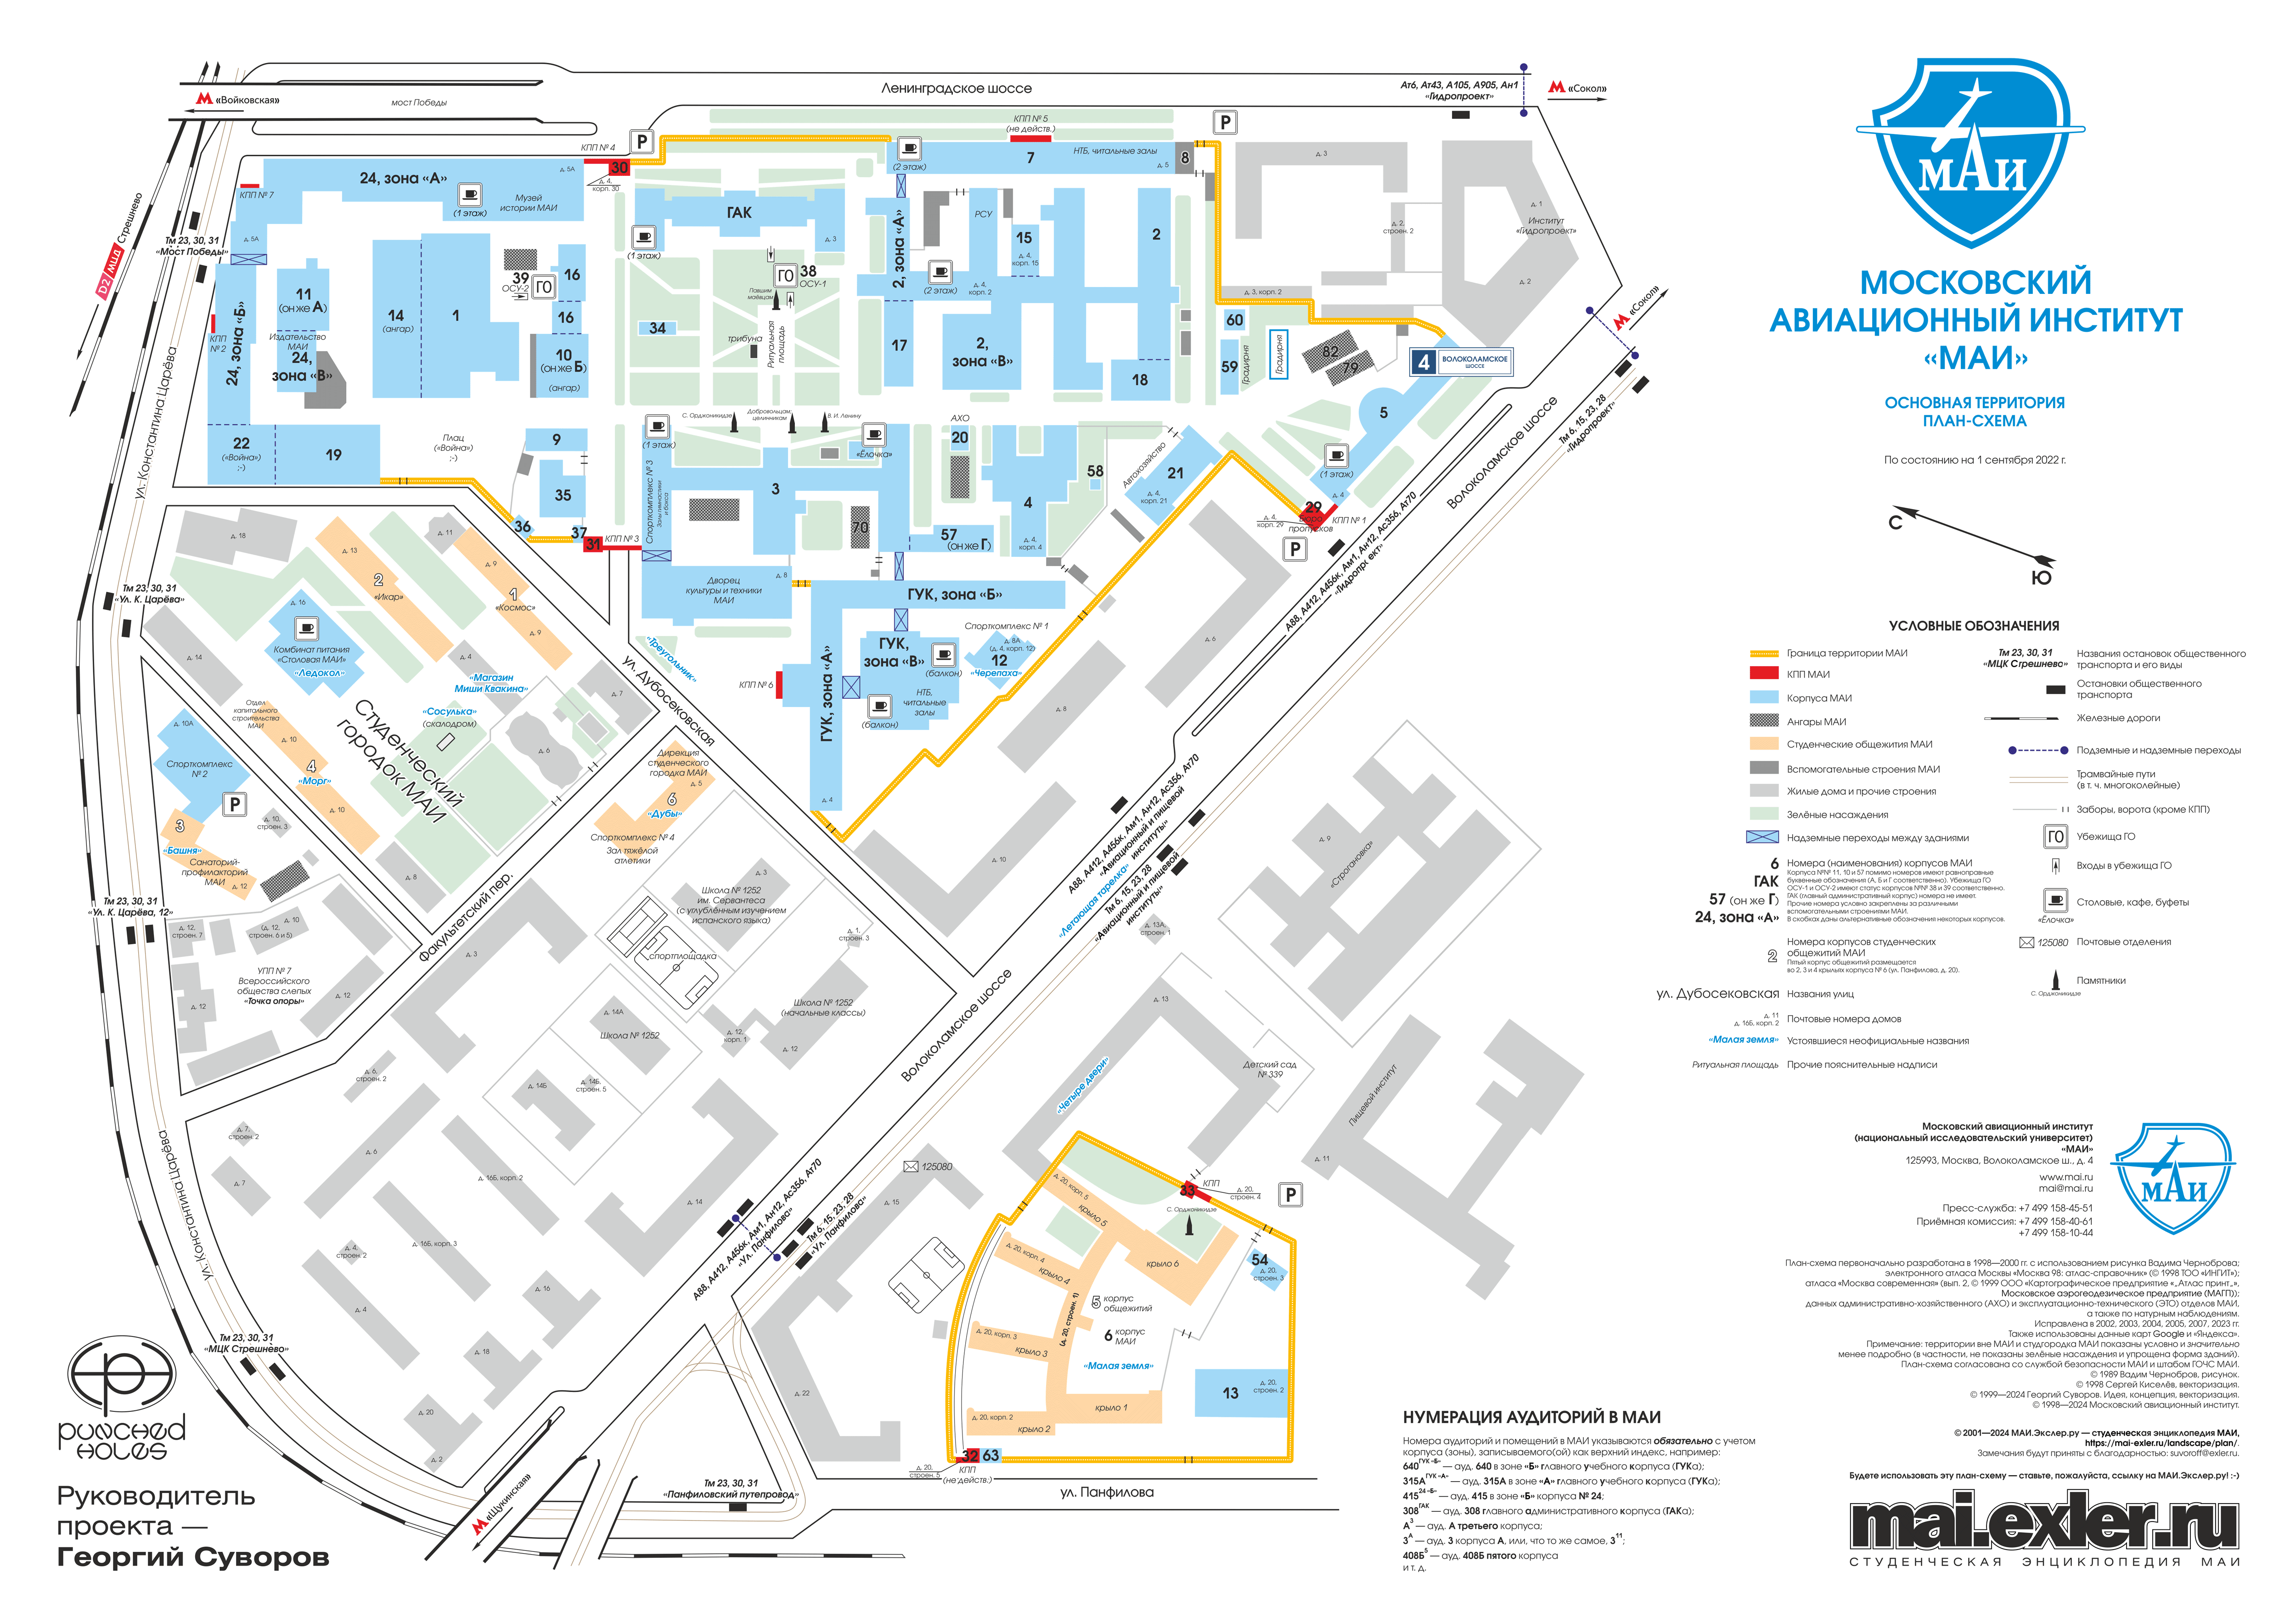 Ленинградское шоссе
мост Победы
«Войковская»
Ат6, Ат43, А105, А905, Ан1
«Гидропроект»
«Сокол»
D2 МЦД Стрешнево
Тм 23, 30, 31
«Мост Победы»
КПП № 7
КПП № 4
КПП № 5
(не действ.)
30
д. 4,
корп. 30
24, зона «А»
д. 5А
(1 этаж)
Музей
истории МАИ
д. 5А
ГАК
д. 3
(1 этаж)
(2 этаж)
7
НТБ, читальные залы
д. 5
8
2, зона «А»
РСУ
15
д. 4,
корп. 15
2
(2 этаж)
д. 4,
корп. 2
д. 3
д. 2,
строен. 2
д. 1
Институт
«Гидропроект»
д. 2
д. 3, корп. 2
КПП
№ 2
24, зона «Б»
11
(он же А)
Издательство
МАИ
24,
зона «В»
14
(ангар)
1
39
ОСУ-2
ГО
16
16
10
(он же Б)
(ангар)
34
ГО
38
ОСУ-1
Павшим
маёвцам
трибуна
Ритуальная
площадь
17
2,
зона «В»
18
60
59
Градирня
Градирня
82
79
4 ВОЛОКОЛАМСКОЕ
ШОССЕ
5
«Сокол»
Тм 6, 15, 23, 28
«Гидропроект»
Волоколамское шоссе
22
(«Война»)
;-)
19
Плац
(«Война»)
;-)
9
35
36
37
31
КПП № 3
(1 этаж)
С. Орджоникидзе
Добровольцам
целинникам
В. И. Ленину
«Ёлочка»
Спорткомплекс № 3
Залы гимнастики
и бокса
3
70
АХО
20
4
д. 4,
корп. 4
58
57
(он же Г)
Автохозяйство
21
д. 4,
корп. 21
(1 этаж)
д. 4
29
Бюро
пропусков
КПП № 1
д. 4,
корп. 29
А88, А412, А456к, Ам1, Ан12, Ас356, Ат70
«Гидропроект»
ул. Константина Царёва
Тм 23, 30, 31
«Ул. К. Царёва»
д. 18
д. 13
2
«Икар»
д. 11
д. 9
1
«Космос»
д. 9
д. 16
Комбинат питания
«Столовая МАИ»
«Ледокол»
д. 14
д. 4
«Магазин
Миши Квакина»
«Сосулька»
(скалодром)
д. 7
д. 6
Студенческий
городок МАИ
Отдел
капитального
строительства
МАИ
д. 10
4
«Морг»
д. 10
д. 10А
Спорткомплекс
№ 2
3
«Башня»
д. 10,
строен. 3
Санаторий-
профилакторий
МАИ
д. 12
д. 8
Дворец
культуры и техники
МАИ
д. 8
ГУК, зона «Б»
«Треугольник»
ул. Дубосековская
КПП № 6
ГУК, зона «А»
ГУК,
зона «В»
(балкон)
НТБ,
читальные
залы
(балкон)
Спорткомплекс № 1
д. 8А
(д. 4, корп. 12)
12
«Черепаха»
д. 4
д. 6
д. 8
д. 10
Дирекция
студенческого
городка МАИ
д. 5
6
«Дубы»
Спорткомплекс № 4
Зал тяжёлой
атлетики
Факультетский пер.
Тм 23, 30, 31
«Ул. К. Царёва, 12»
д. 12,
строен. 7
д. 10
(д. 12,
строен. 6 и 5)
УПП № 7
Всероссийского
общества слепых
«Точка опоры»
д. 12
д. 12
д. 3
Школа № 1252
им. Сервантеса
(с углублённым изучением
испанского языка)
д. 3
спортплощадка
д. 1,
строен. 3
Школа № 1252
(начальные классы)
д. 12,
корп. 1
д. 12
д. 14А
Школа № 1252
д. 14Б
д. 14Б,
строен. 5
А88, А412, А456к, Ам1, Ан12, Ас356, Ат70
«Авиационный и пищевой
институты»
«Летающая тарелка»
Тм 6, 15, 23, 28
«Авиационный и пищевой
институты»
д. 13А,
строен. 1
д. 9
«Строгановка»
Волоколамское шоссе
д. 13
«Четыре двери»
Детский сад
№ 339
Пищевой институт
д. 11
д. 6,
строен. 2
д. 7,
строен. 2
д. 7
д. 6
д. 16Б, корп. 2
д. 14
д. 4,
строен. 2
д. 16Б, корп. 3
д. 4
д. 16
д. 18
д. 20
д. 2
ул. Константина Царёва
Тм 23, 30, 31
«МЦК Стрешнево»
А88, А412, А456к, Ам1, Ан12, Ас356, Ат70
«Ул. Панфилова»
Тм 6, 15, 23, 28
«Ул. Панфилова»
125080
д. 15
д. 22
КПП
33
д. 20,
строен. 4
С. Орджоникидзе
д. 20, корп. 5
крыло 5
д. 20, корп. 4
крыло 4
крыло 6
54
д. 20,
строен. 3
5 корпус
общежитий
(д. 20, строен. 1)
6 корпус
МАИ
«Малая земля»
д. 20, корп. 3
крыло 3
крыло 1
13
д. 20,
строен. 2
д. 20, корп. 2
крыло 2
32
63
д. 20,
строен. 5
КПП
(не действ.)
ул. Панфилова
Тм 23, 30, 31
«Панфиловский путепровод»
«Щукинская»
P
МАИ
МОСКОВСКИЙ
АВИАЦИОННЫЙ ИНСТИТУТ
«МАИ»
ОСНОВНАЯ ТЕРРИТОРИЯ
ПЛАН-СХЕМА
По состоянию на 1 сентября 2022 г.
С
Ю
УСЛОВНЫЕ ОБОЗНАЧЕНИЯ
Граница территории МАИ
КПП МАИ
Корпуса МАИ
Ангары МАИ
Студенческие общежития МАИ
Вспомогательные строения МАИ
Жилые дома и прочие строения
Зелёные насаждения
Надземные переходы между зданиями
6
ГАК
57 (он же Г)
24, зона «А»
Номера (наименования) корпусов МАИ
Корпуса №№ 11, 10 и 57 помимо номеров имеют равноправные
буквенные обозначения (А, Б и Г соответственно). Убежища ГО
ОСУ-1 и ОСУ-2 имеют статус корпусов №№ 38 и 39 соответственно.
ГАК (главный административный корпус) номера не имеет.
Прочие номера условно закреплены за различными
вспомогательными строениями МАИ.
В скобках даны альтернативные обозначения некоторых корпусов.
2
Номера корпусов студенческих
общежитий МАИ
Пятый корпус общежитий размещается
во 2, 3 и 4 крыльях корпуса № 6 (ул. Панфилова, д. 20).
ул. Дубосековская Названия улиц
д. 11
д. 16Б, корп. 2
Почтовые номера домов
«Малая земля» Устоявшиеся неофициальные названия
Ритуальная площадь Прочие пояснительные надписи
Тм 23, 30, 31
«МЦК Стрешнево»
Названия остановок общественного
транспорта и его виды
Остановки общественного
транспорта
Железные дороги
Подземные и надземные переходы
Трамвайные пути
(в т. ч. многоколейные)
Заборы, ворота (кроме КПП)
ГО Убежища ГО
Входы в убежища ГО
Столовые, кафе, буфеты
«Ёлочка»
125080 Почтовые отделения
Памятники
С. Орджоникидзе
Московский авиационный институт
(национальный исследовательский университет)
«МАИ»
125993, Москва, Волоколамское ш., д. 4
www.mai.ru
mai@mai.ru
Пресс-служба: +7 499 158-45-51
Приёмная комиссия: +7 499 158-40-61
+7 499 158-10-44
МАИ
План-схема первоначально разработана в 1998—2000 гг. с использованием рисунка Вадима Черноброва;
электронного атласа Москвы «Москва 98: атлас-справочник» (© 1998 ТОО «ИНГИТ»);
атласа «Москва современная» (вып. 2, © 1999 ООО «Картографическое предприятие «„Атлас принт„»,
Московское аэрогеодезическое предприятие (МАГП));
данных административно-хозяйственного (АХО) и эксплуатационно-технического (ЭТО) отделов МАИ,
а также по натурным наблюдениям.
Исправлена в 2002, 2003, 2004, 2005, 2007, 2023 гг.
Также использованы данные карт Google и «Яндекса».
Примечание: территории вне МАИ и студгородка МАИ показаны условно и значительно
менее подробно (в частности, не показаны зелёные насаждения и упрощена форма зданий).
План-схема согласована со службой безопасности МАИ и штабом ГОЧС МАИ.
© 1989 Вадим Чернобров, рисунок.
© 1998 Сергей Киселёв, векторизация.
© 1999—2024 Георгий Суворов. Идея, концепция, векторизация.
© 1998—2024 Московский авиационный институт.
© 2001—2024 МАИ.Экслер.ру — студенческая энциклопедия МАИ,
https://mai-exler.ru/landscape/plan/.
Замечания будут приняты с благодарностью: suvoroff@exler.ru.
Будете использовать эту план-схему — ставьте, пожалуйста, ссылку на МАИ.Экслер.ру! :-)
mai.exler.ru
СТУДЕНЧЕСКАЯ ЭНЦИКЛОПЕДИЯ МАИ
НУМЕРАЦИЯ АУДИТОРИЙ В МАИ
Номера аудиторий и помещений в МАИ указываются обязательно с учетом
корпуса (зоны), записываемого(ой) как верхний индекс, например:
640 ГУК «Б» — ауд. 640 в зоне «Б» главного учебного корпуса (ГУКа);
315А ГУК «А» — ауд. 315А в зоне «А» главного учебного корпуса (ГУКа);
415 24 «Б» — ауд. 415 в зоне «Б» корпуса № 24;
308 ГАК — ауд. 308 главного административного корпуса (ГАКа);
А 3 — ауд. А третьего корпуса;
3 А — ауд. 3 корпуса А, или, что то же самое, 3 11;
408Б 5 — ауд. 408Б пятого корпуса
и т. д.
punched
holes
Руководитель
проекта —
Георгий Суворов